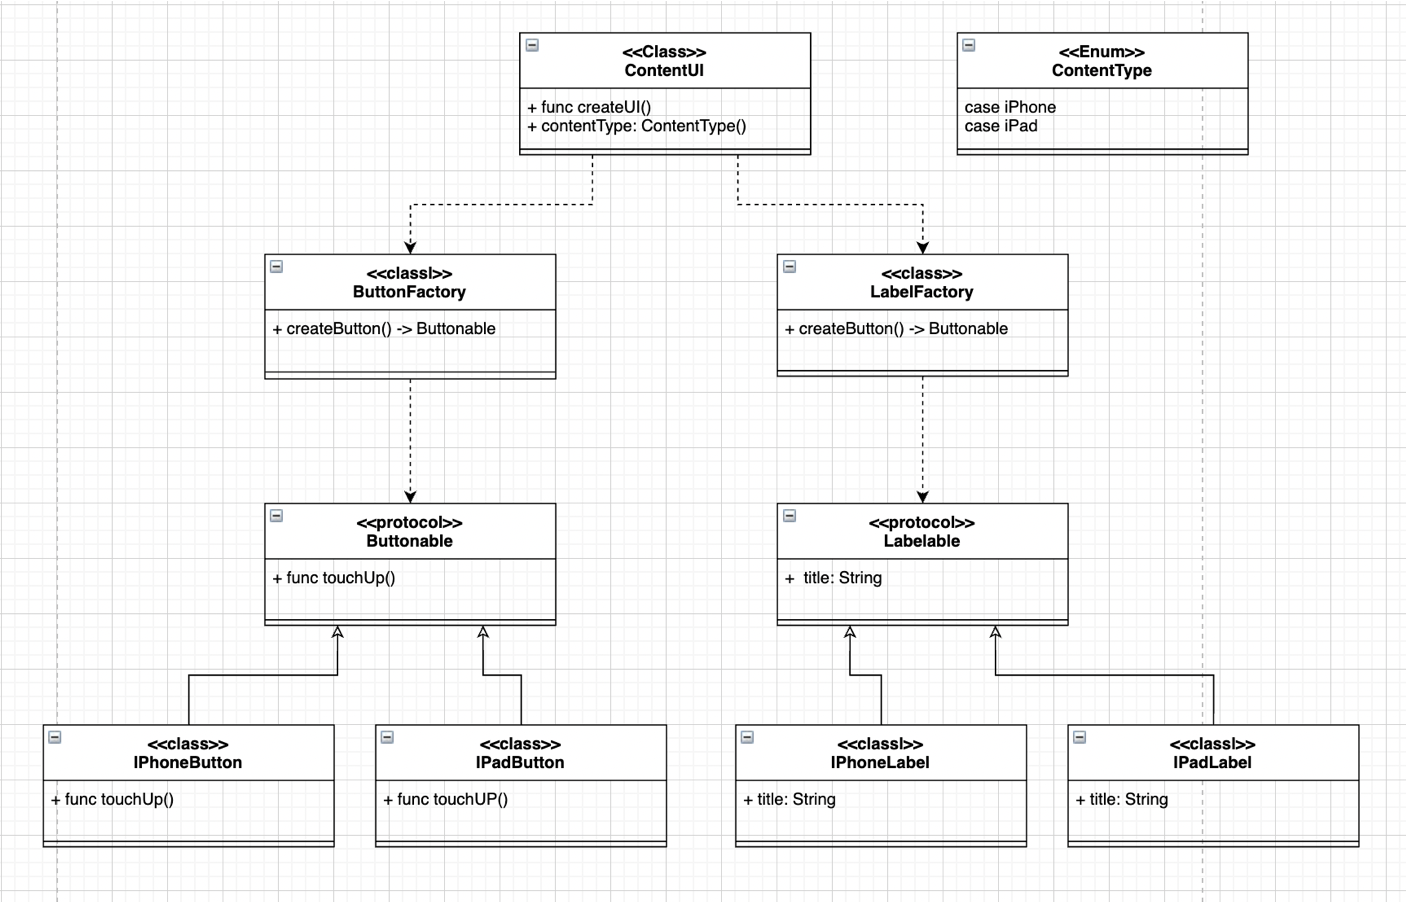 <<Class>>
ContentUI
+ func createUI()
+ contentType: ContentType()
<<Enum>>
ContentType
case iPhone
case iPad
<<classl>>
ButtonFactory
+ createButton() -> Buttonable
<<class>>
LabelFactory
+ createButton() -> Buttonable
<<protocol>>
Buttonable
+ func touchUp()
<<protocol>>
Labelable
+ title: String
<<class>>
IPhoneButton
+ func touchUp()
<<class>>
IPadButton
+ func touchUP()
<<classl>>
IPhoneLabel
+ title: String
<<classl>>
IPadLabel
+ title: String